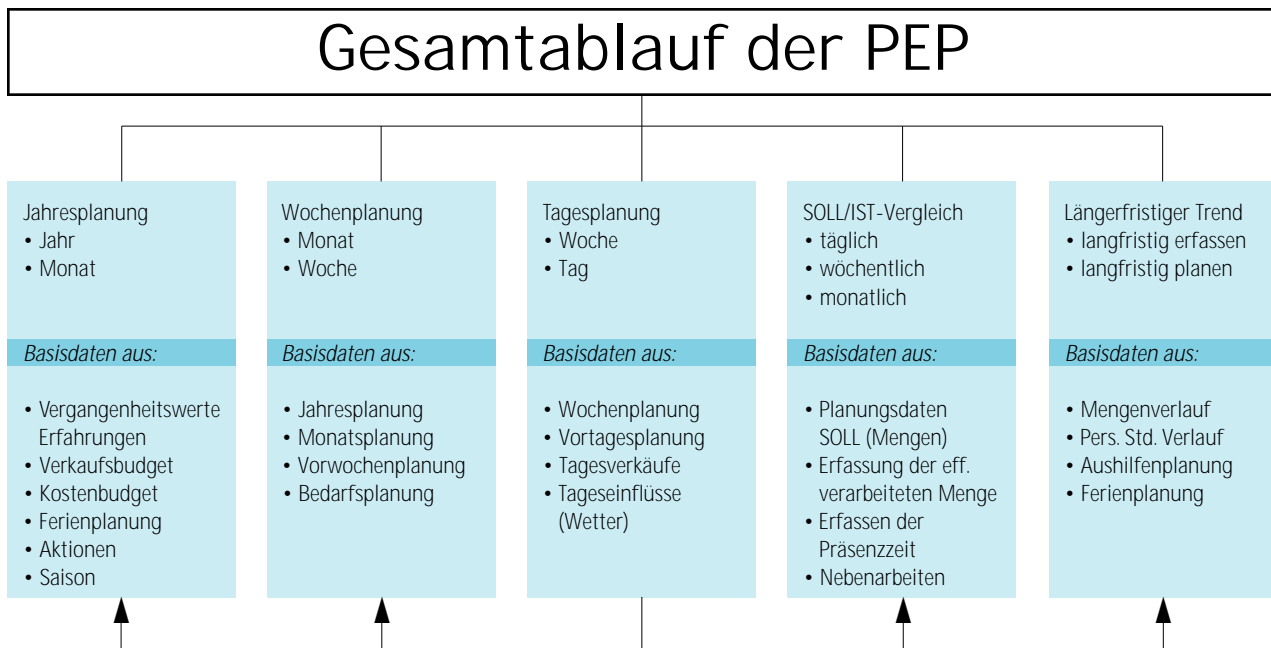 Gesamtablauf der PEP
Jahresplanung
• Jahr
• Monat
Basisdaten aus:
• Vergangenheitswerte
Erfahrungen
• Verkaufsbudget
• Kostenbudget
• Ferienplanung
• Aktionen
• Saison
Wochenplanung
• Monat
• Woche
Basisdaten aus:
• Jahresplanung
• Monatsplanung
• Vorwochenplanung
• Bedarfsplanung
Tagesplanung
• Woche
• Tag
Basisdaten aus:
• Wochenplanung
• Vortagesplanung
• Tagesverkäufe
• Tageseinflüsse
(Wetter)
SOLL/IST-Vergleich
• täglich
• wöchentlich
• monatlich
Basisdaten aus:
• Planungsdaten
SOLL (Mengen)
• Erfassung der eff.
verarbeiteten Menge
• Erfassen der
Präsenzzeit
• Nebenarbeiten
Längerfristiger Trend
• langfristig erfassen
• langfristig planen
Basisdaten aus:
• Mengenverlauf
• Pers. Std. Verlauf
• Aushilfenplanung
• Ferienplanung